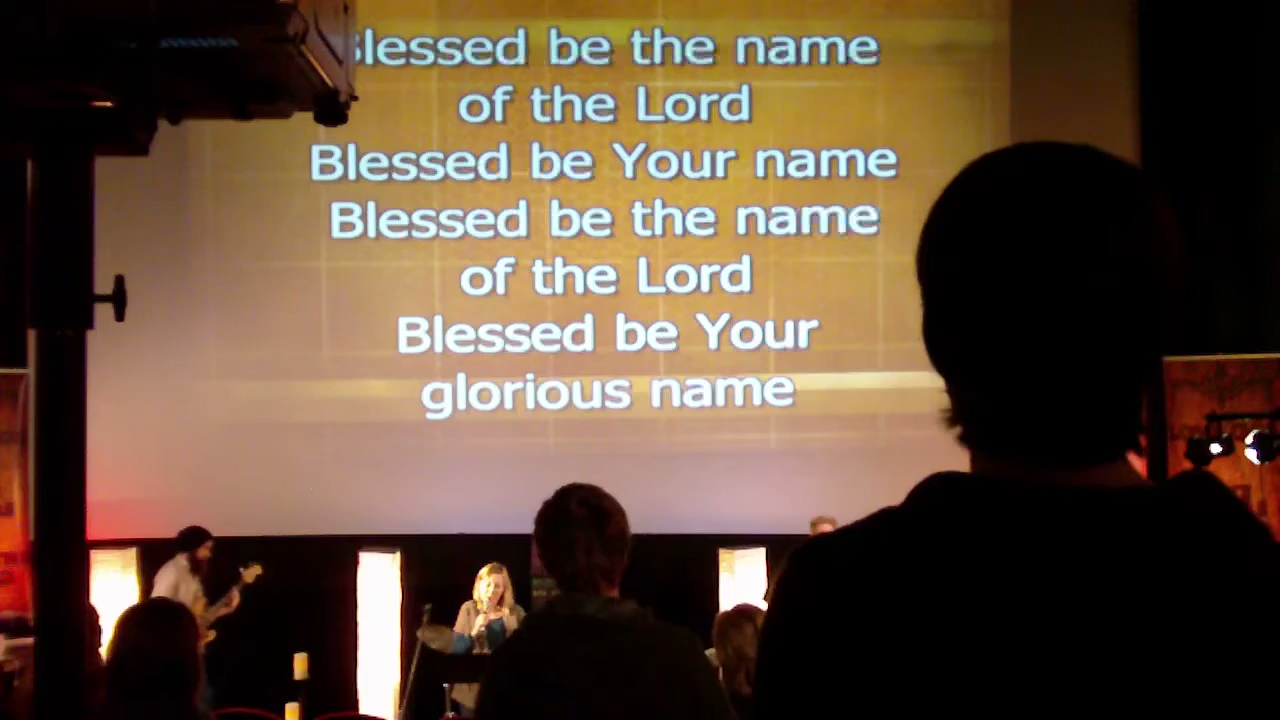 Blessed be the name
of the Lord
Blessed be Your name
Blessed be the name
of the Lord
Blessed be Your
glorious name